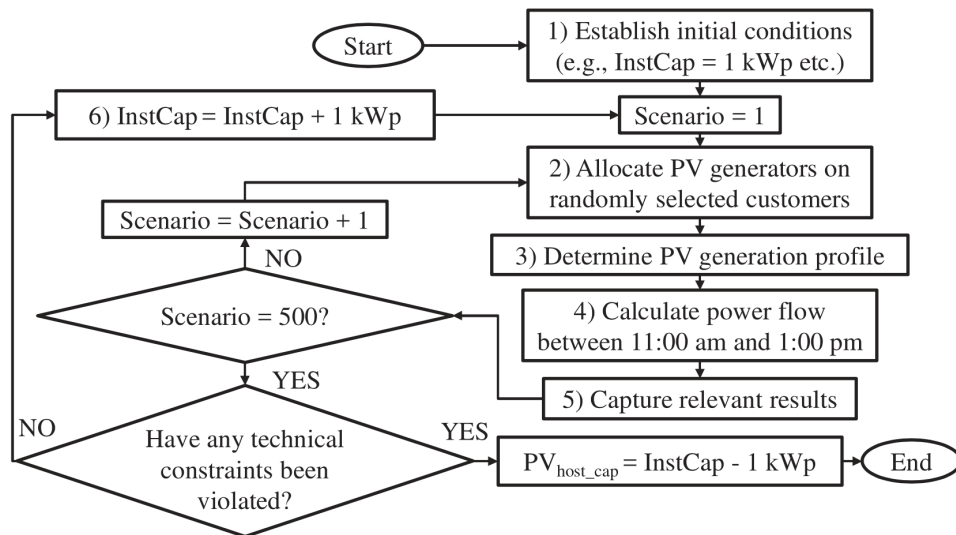 Start
1) Establish initial conditions
(e.g., InstCap = 1 kWp etc.)
6) InstCap = InstCap + 1 kWp
Scenario = 1
2) Allocate PV generators on
randomly selected customers
Scenario = Scenario + 1
NO
3) Determine PV generation profile
Scenario = 500?
4) Calculate power flow
between 11:00 am and 1:00 pm
YES
5) Capture relevant results
NO
Have any technical
constraints been
violated?
YES
PV_host_cap = InstCap - 1 kWp
End